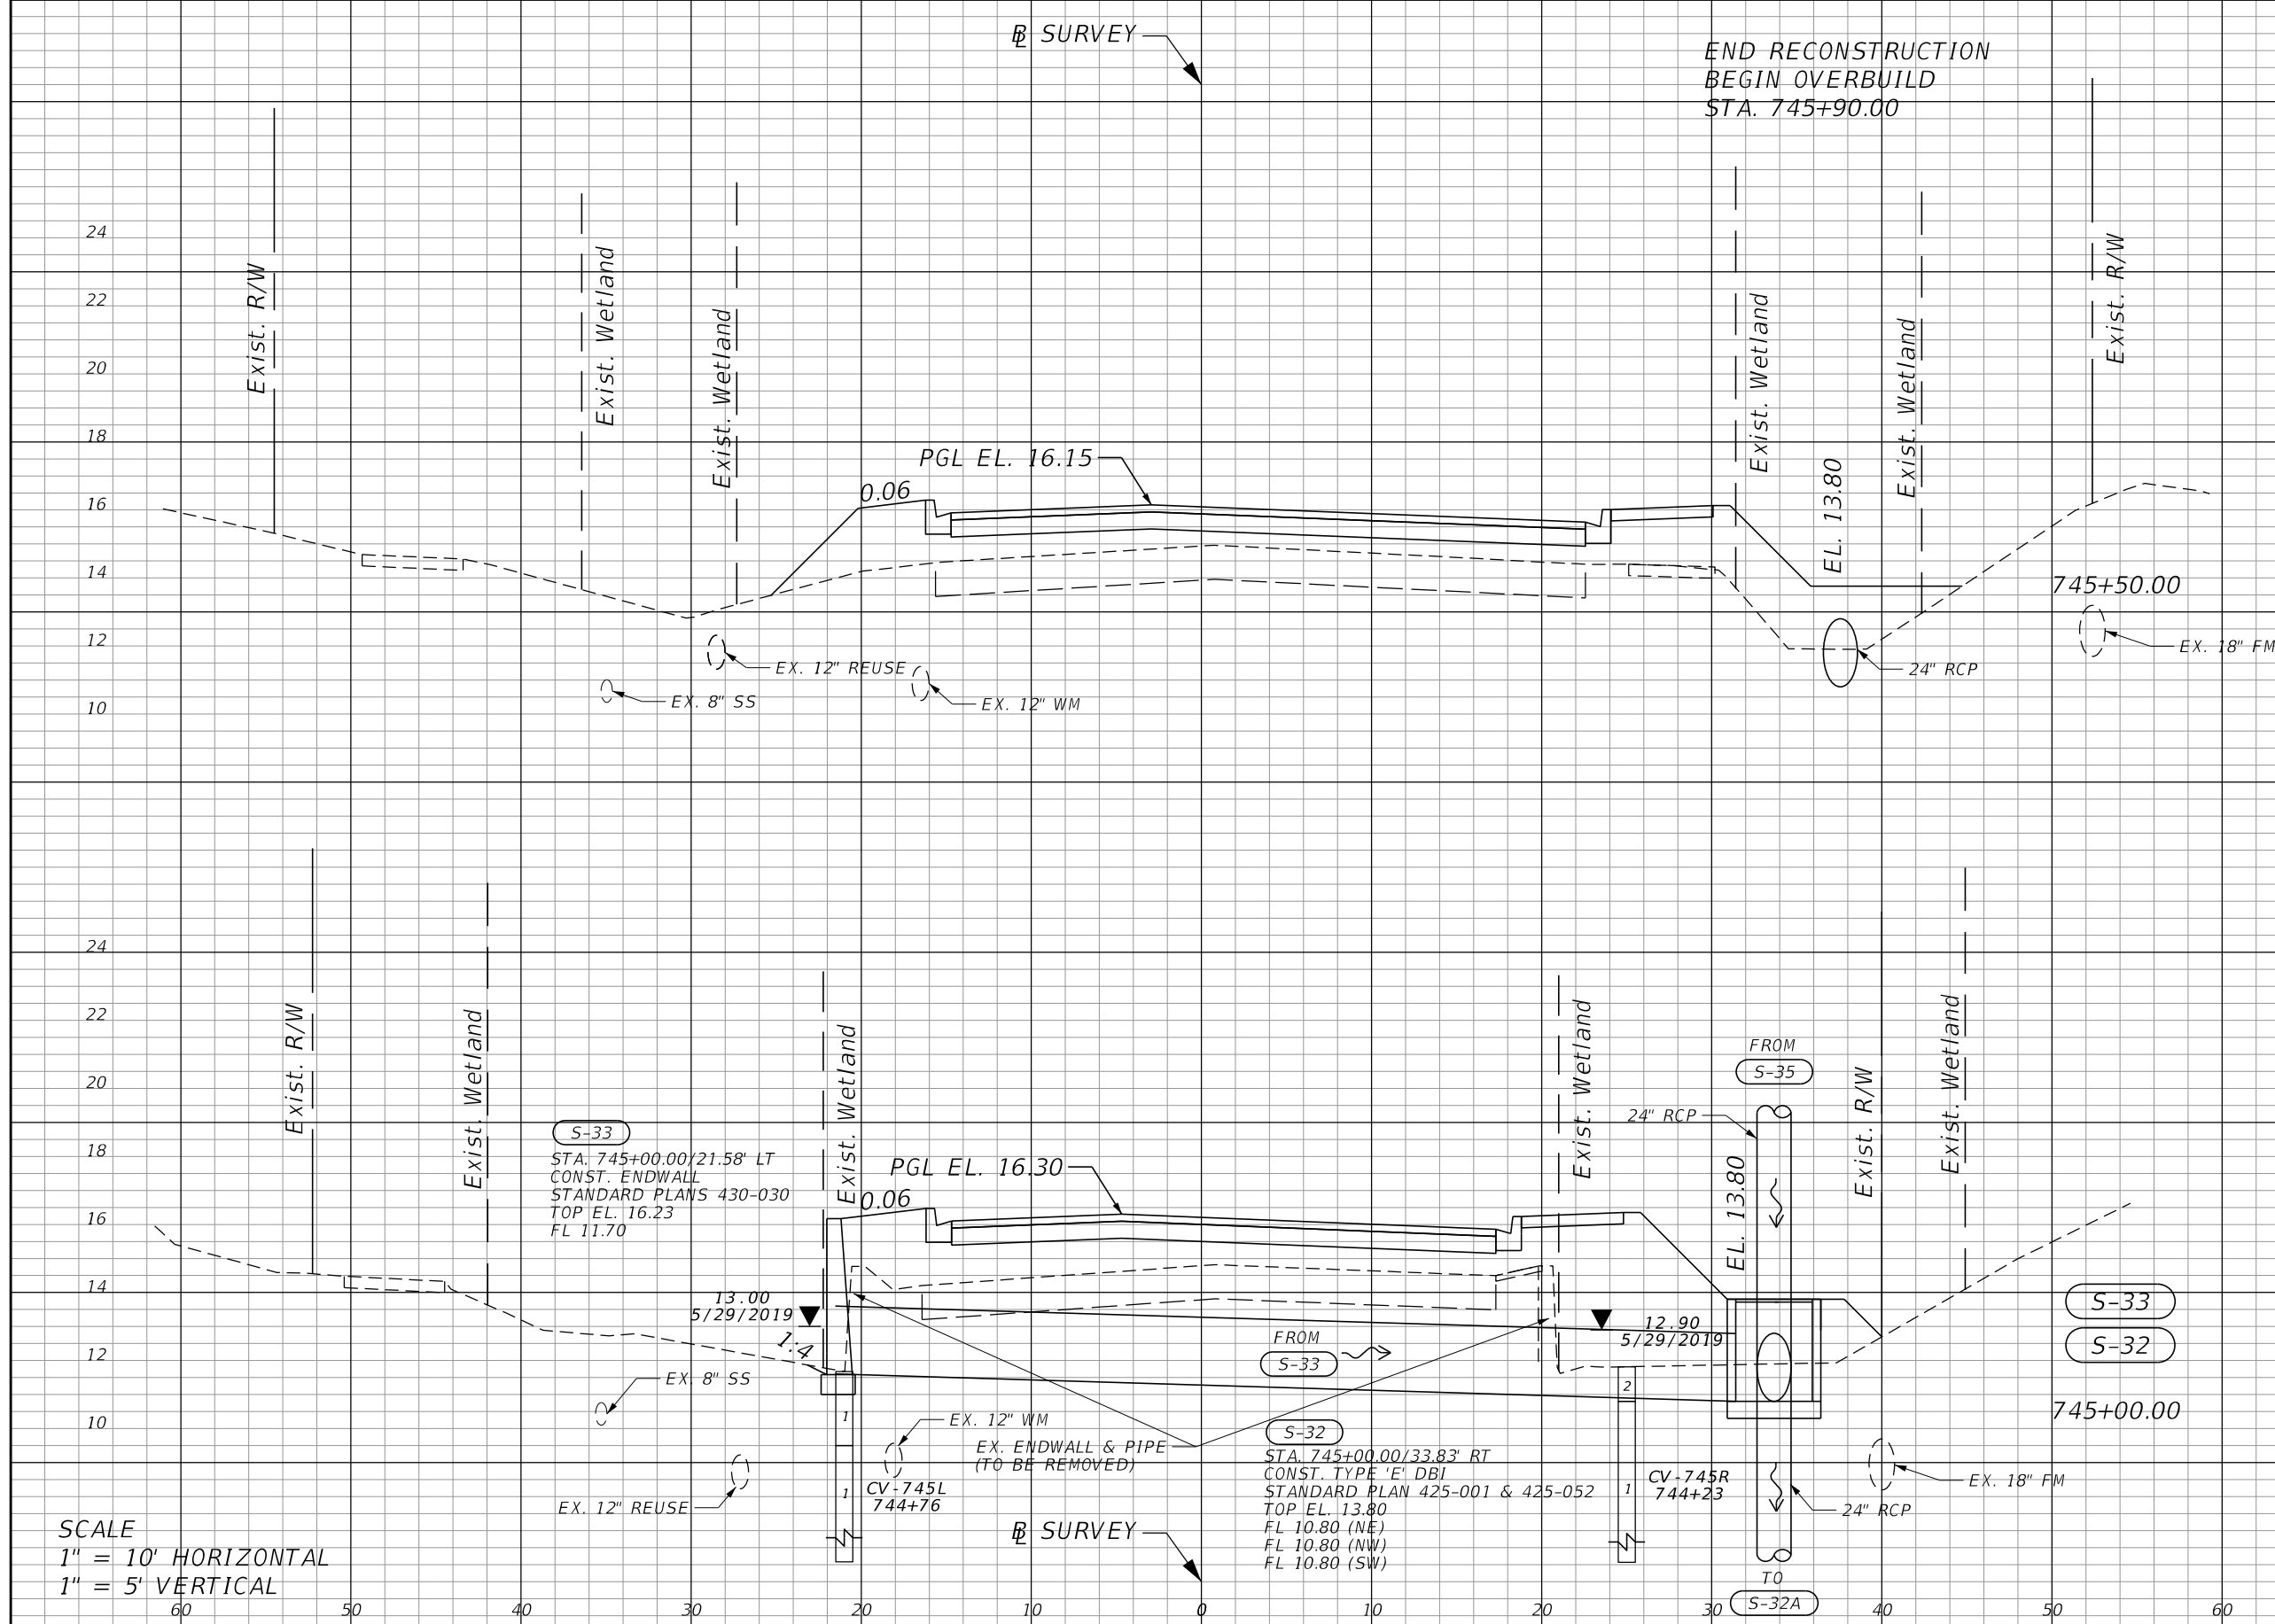 ℄ SURVEY
END RECONSTRUCTION
BEGIN OVERBUILD
STA. 745+90.00
24
22
20
18
16
14
12
10
Exist. R/W
Exist. Wetland
Exist. Wetland
Exist. Wetland
Exist. Wetland
Exist. R/W
PGL EL. 16.15
0.06
EL. 13.80
745+50.00
EX. 12" REUSE
EX. 8" SS
EX. 12" WM
24" RCP
EX. 18" FM
24
22
20
18
16
14
12
10
Exist. R/W
Exist. Wetland
Exist. Wetland
Exist. Wetland
Exist. R/W
Exist. Wetland
FROM
S-35
24" RCP
S-33
STA. 745+00.00/21.58' LT
CONST. ENDWALL
STANDARD PLANS 430-030
TOP EL. 16.23
FL 11.70
PGL EL. 16.30
0.06
EL. 13.80
13.00
5/29/2019
1:4
FROM
S-33
12.90
5/29/2019
S-33
S-32
745+00.00
EX. 8" SS
EX. 12" WM
EX. ENDWALL & PIPE
(TO BE REMOVED)
EX. 12" REUSE
1
1
CV-745L
744+76
S-32
STA. 745+00.00/33.83' RT
CONST. TYPE 'E' DBI
STANDARD PLAN 425-001 & 425-052
TOP EL. 13.80
FL 10.80 (NE)
FL 10.80 (NW)
FL 10.80 (SW)
2
1
CV-745R
744+23
24" RCP
EX. 18" FM
TO
S-32A
℄ SURVEY
SCALE
1" = 10' HORIZONTAL
1" = 5' VERTICAL
60 50 40 30 20 10 0 10 20 30 40 50 60